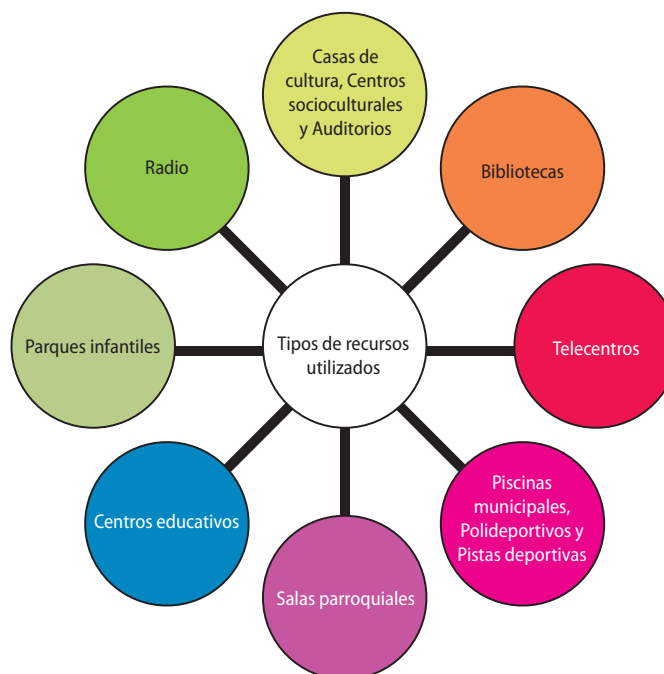 Casas de
cultura, Centros
socioculturales
y Auditorios
Radio
Bibliotecas
Parques infantiles
Tipos de recursos
utilizados
Telecentros
Centros educativos
Piscinas
municipales,
Polideportivos y
Pistas deportivas
Salas parroquiales